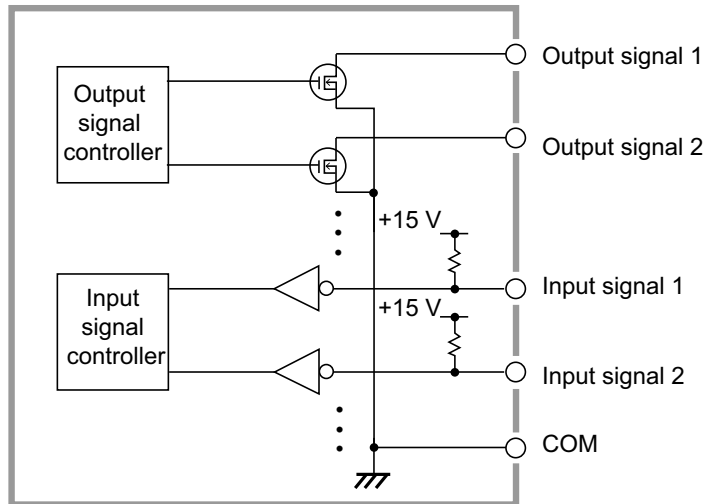 Output
signal
controller
Output signal 1
Output signal 2
+15 V
Input
signal
controller
Input signal 1
+15 V
Input signal 2
COM